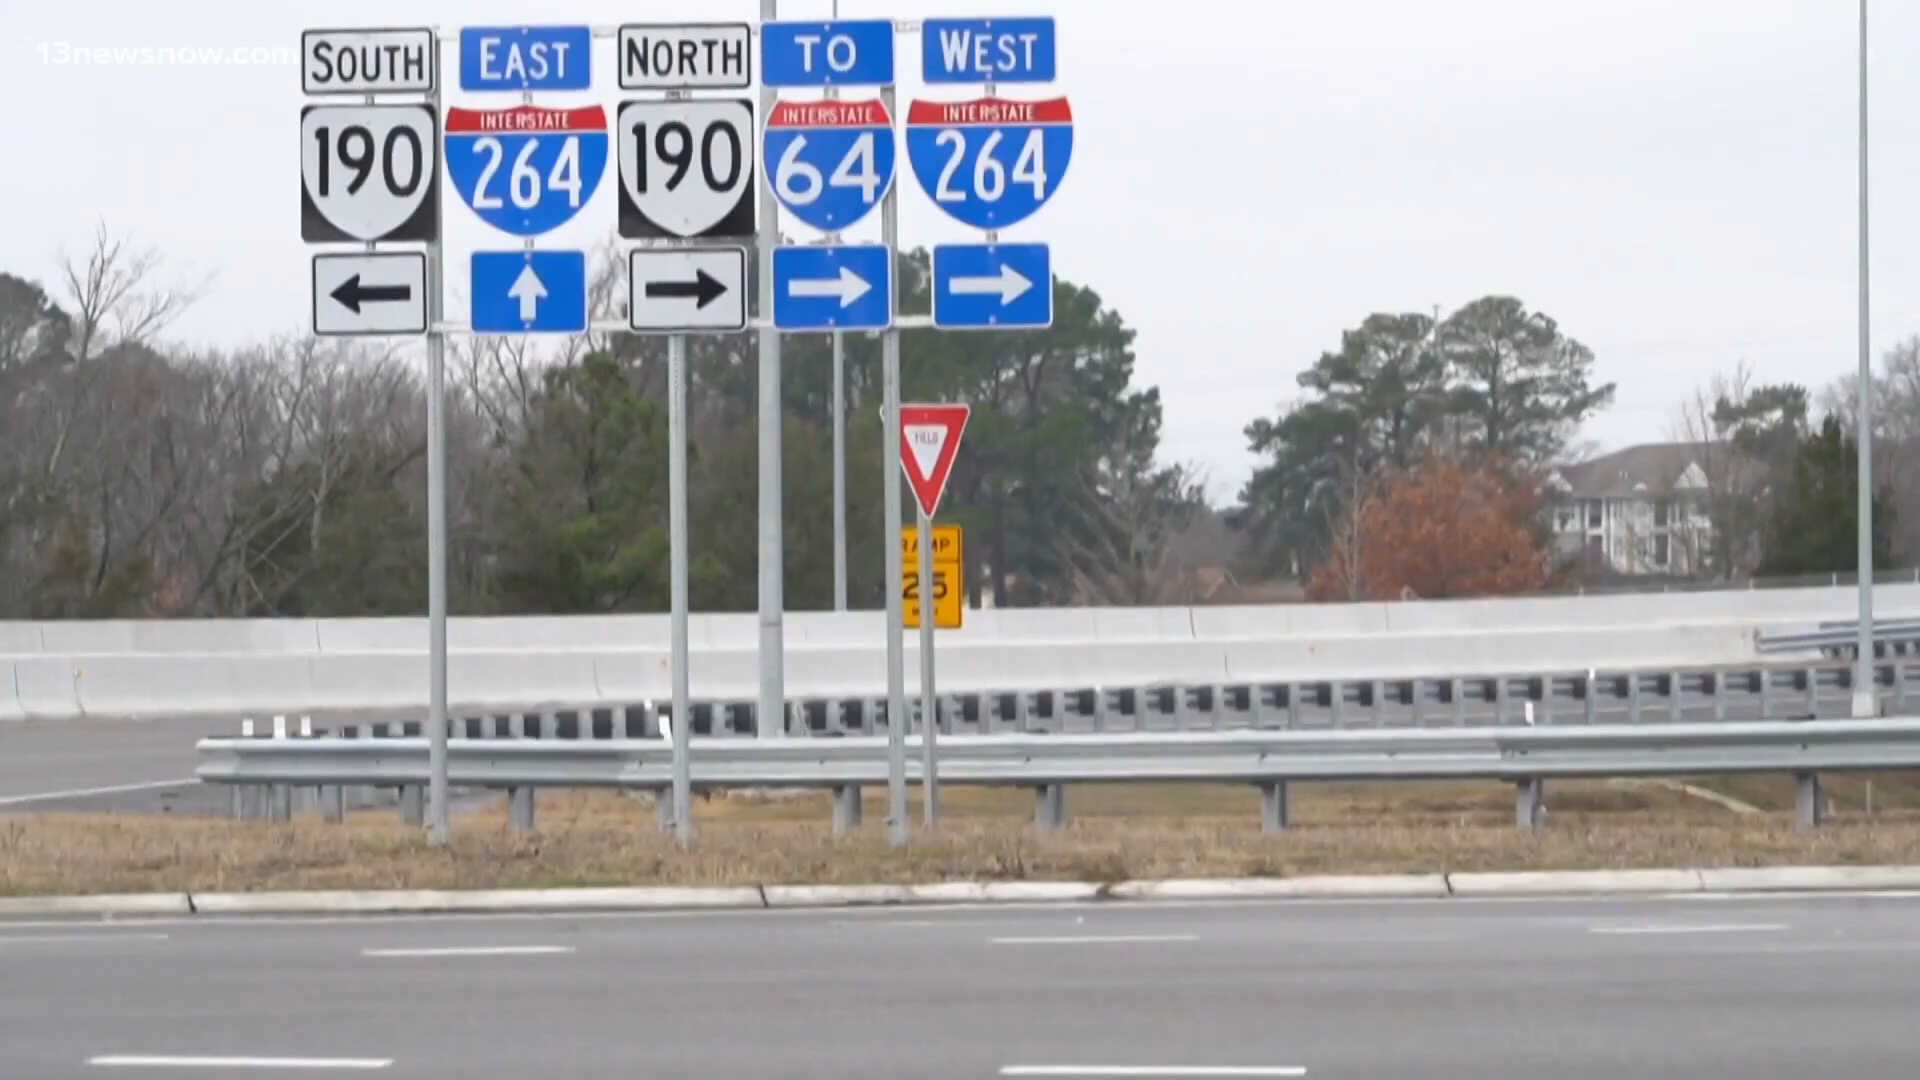 13newsnow.com
SOUTH
190
EAST
INTERSTATE
264
NORTH
190
TO
INTERSTATE
64
WEST
INTERSTATE
264
YIELD
RAMP
25